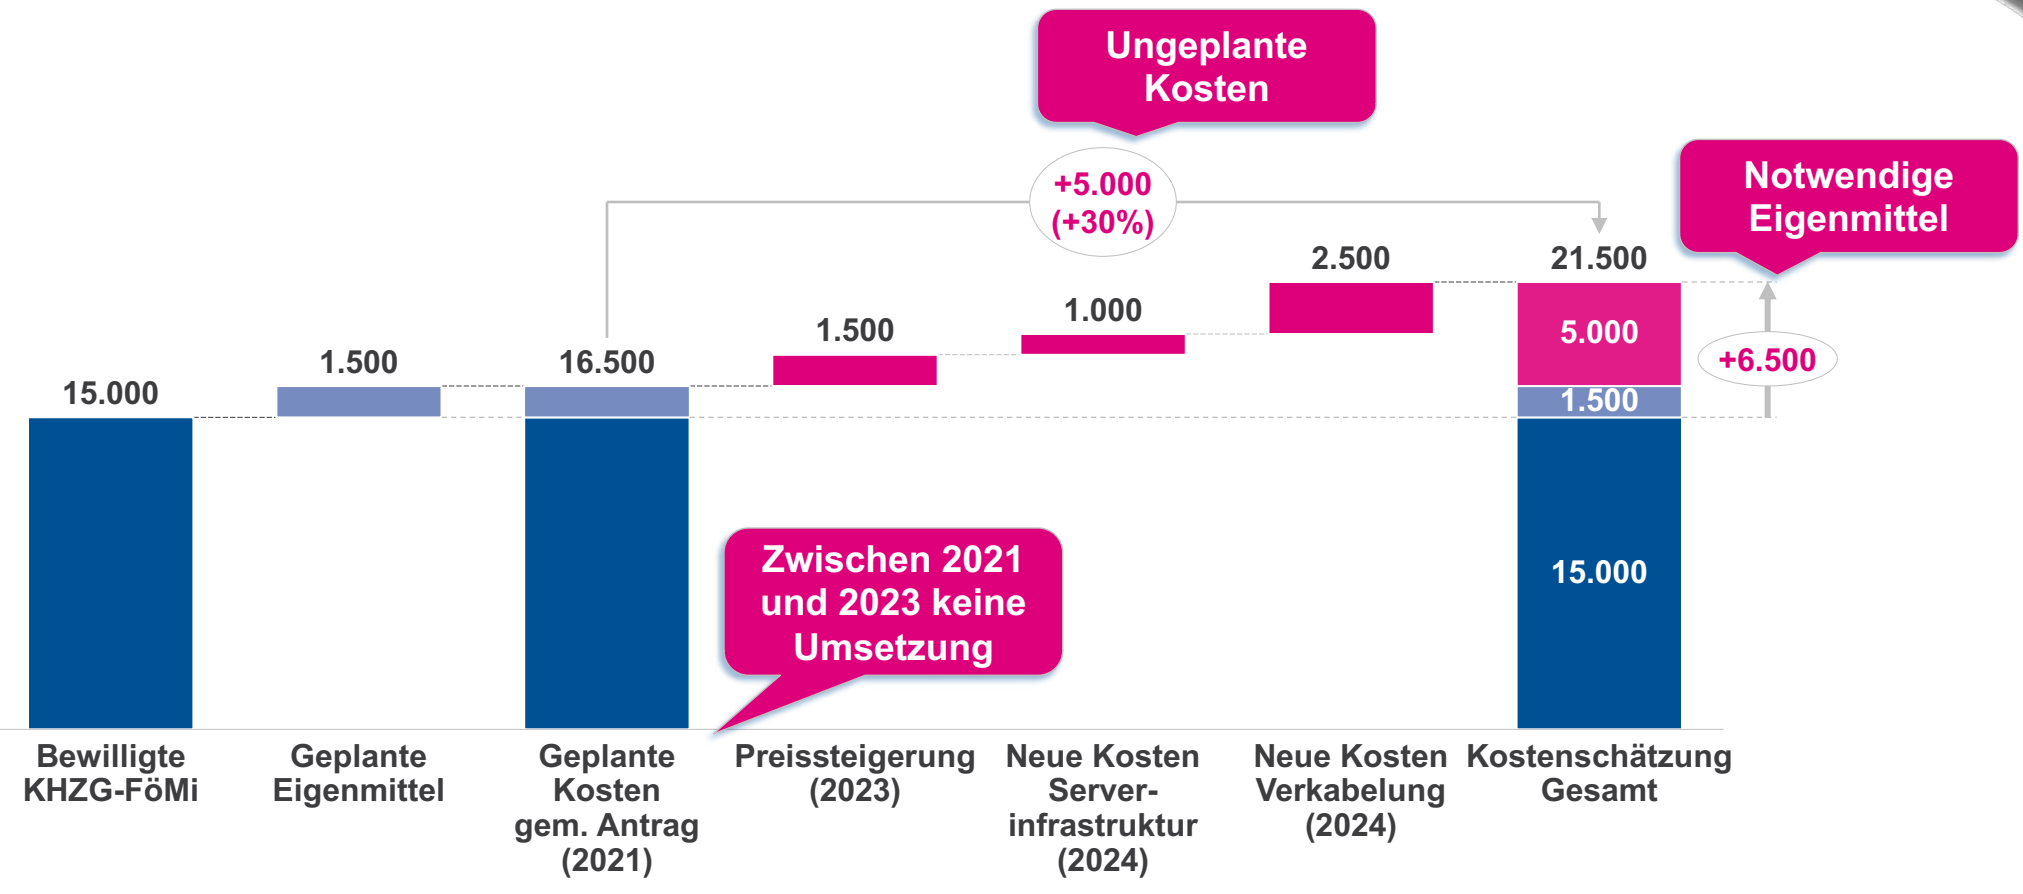 Ungeplante
Kosten
+5.000
(+30%)
Notwendige
Eigenmittel
15.000
1.500
16.500
1.500
1.000
2.500
21.500
5.000
1.500
15.000
+6.500
Zwischen 2021
und 2023 keine
Umsetzung
Bewilligte
KHZG-FöMi
Geplante
Eigenmittel
Geplante
Kosten
gem. Antrag
(2021)
Preissteigerung
(2023)
Neue Kosten
Server-
infrastruktur
(2024)
Neue Kosten
Verkabelung
(2024)
Kostenschätzung
Gesamt